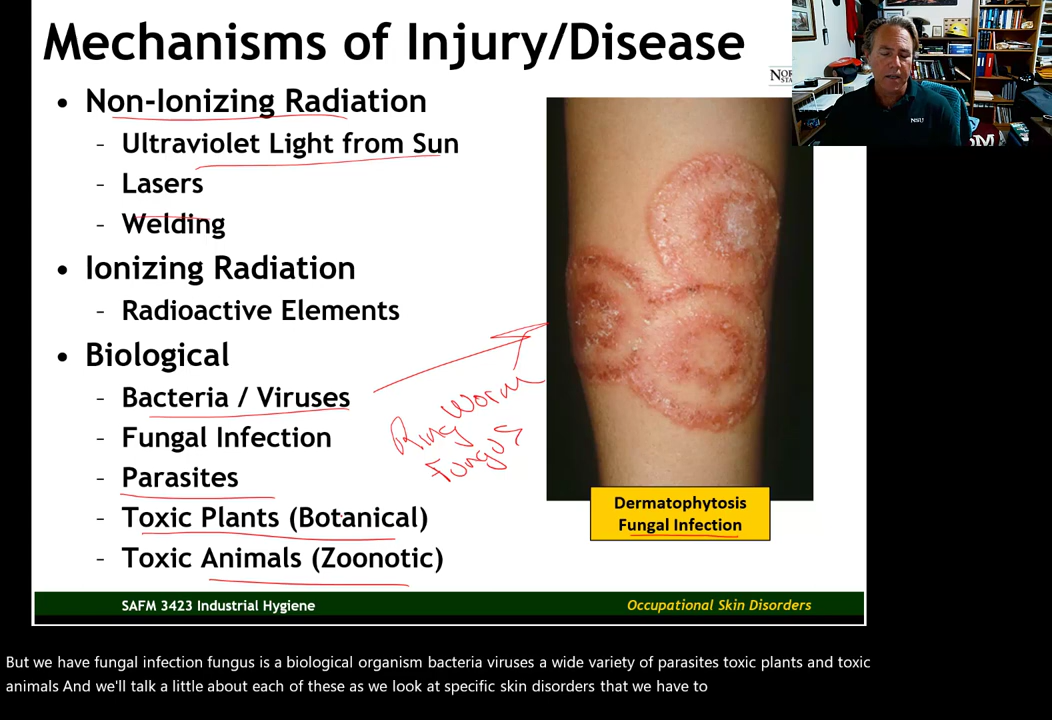 Mechanisms of Injury/Disease
• Non-Ionizing Radiation
- Ultraviolet Light from Sun
- Lasers
- Welding
• Ionizing Radiation
- Radioactive Elements
• Biological
- Bacteria / Viruses
- Fungal Infection
- Parasites
- Toxic Plants (Botanical)
- Toxic Animals (Zoonotic)
Ring Worm
Fungus
Dermatophytosis
Fungal Infection
NSU
SAFM 3423 Industrial Hygiene
Occupational Skin Disorders
But we have fungal infection fungus is a biological organism bacteria viruses a wide variety of parasites toxic plants and toxic
animals And we'll talk a little about each of these as we look at specific skin disorders that we have to